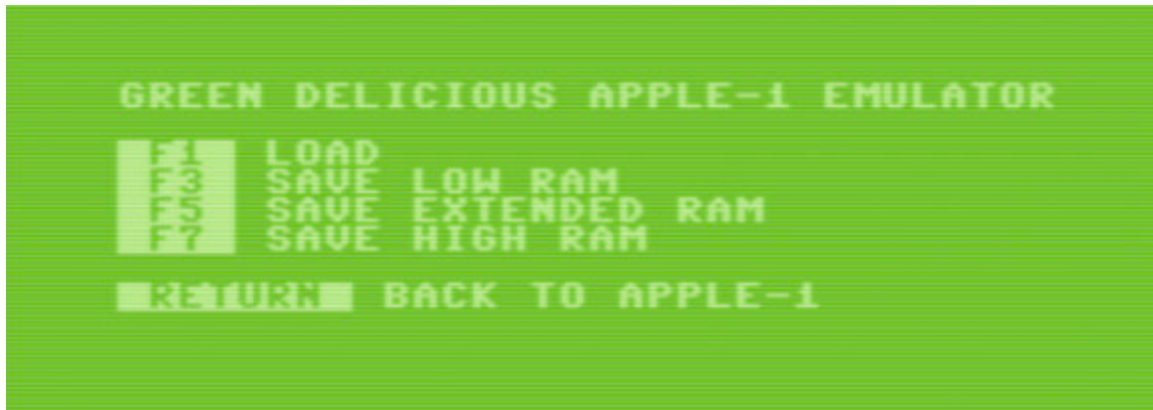 GREEN DELICIOUS APPLE-1 EMULATOR
F1 LOAD
F3 SAVE LOW RAM
F5 SAVE EXTENDED RAM
F7 SAVE HIGH RAM
RETURN BACK TO APPLE-1